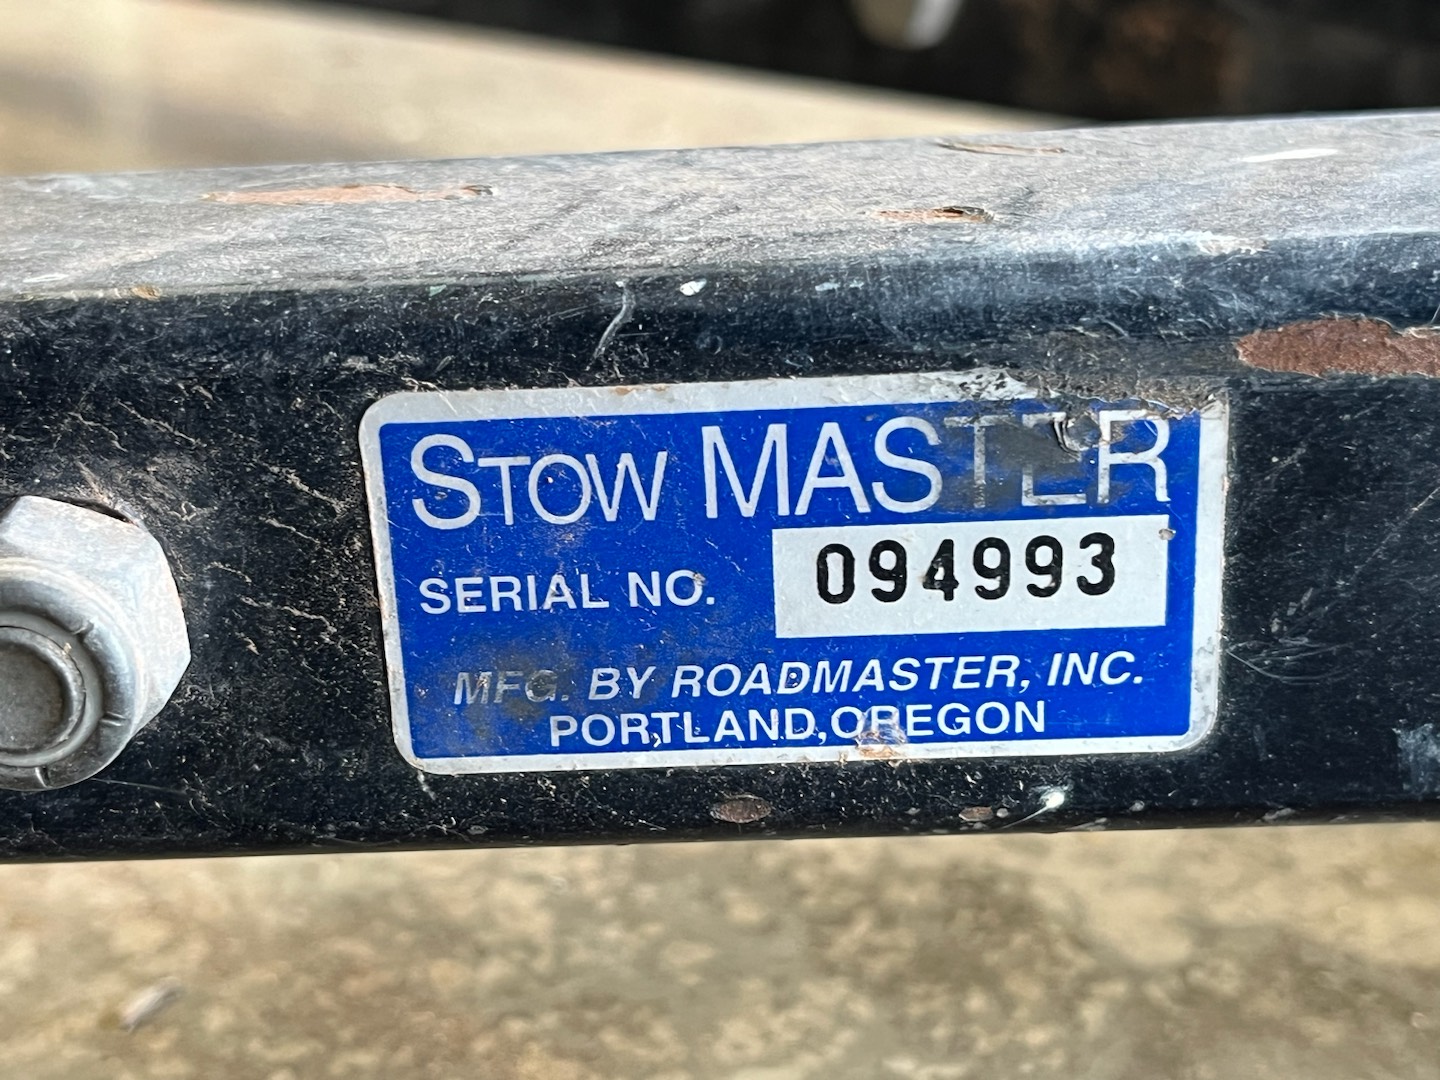 STOW MASTER
SERIAL NO. 094993
MFG. BY ROADMASTER, INC.
PORTLAND, OREGON